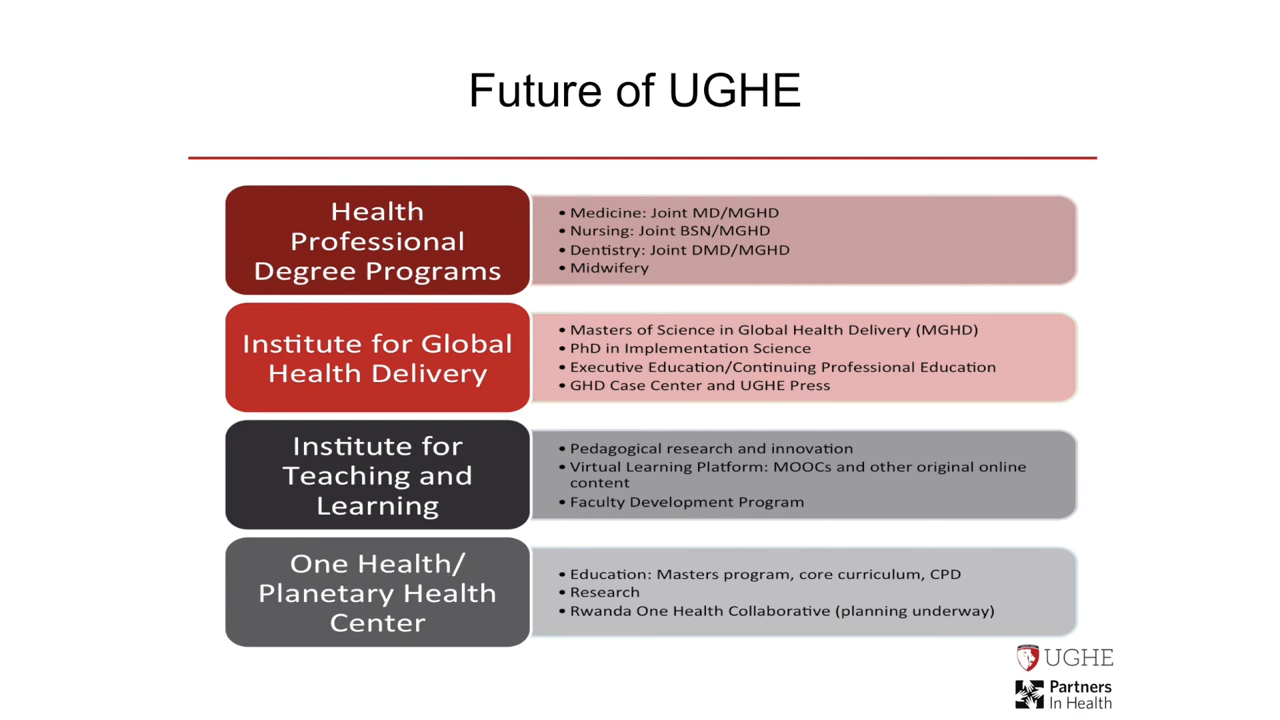 Future of UGHE
Health
Professional
Degree Programs
• Medicine: Joint MD/MGHD
• Nursing: Joint BSN/MGHD
• Dentistry: Joint DMD/MGHD
• Midwifery
Institute for Global
Health Delivery
• Masters of Science in Global Health Delivery (MGHD)
• PhD in Implementation Science
• Executive Education/Continuing Professional Education
• GHD Case Center and UGHE Press
Institute for
Teaching and
Learning
• Pedagogical research and innovation
• Virtual Learning Platform: MOOCs and other original online
content
• Faculty Development Program
One Health/
Planetary Health
Center
• Education: Masters program, core curriculum, CPD
• Research
• Rwanda One Health Collaborative (planning underway)
UGHE
Partners
In Health